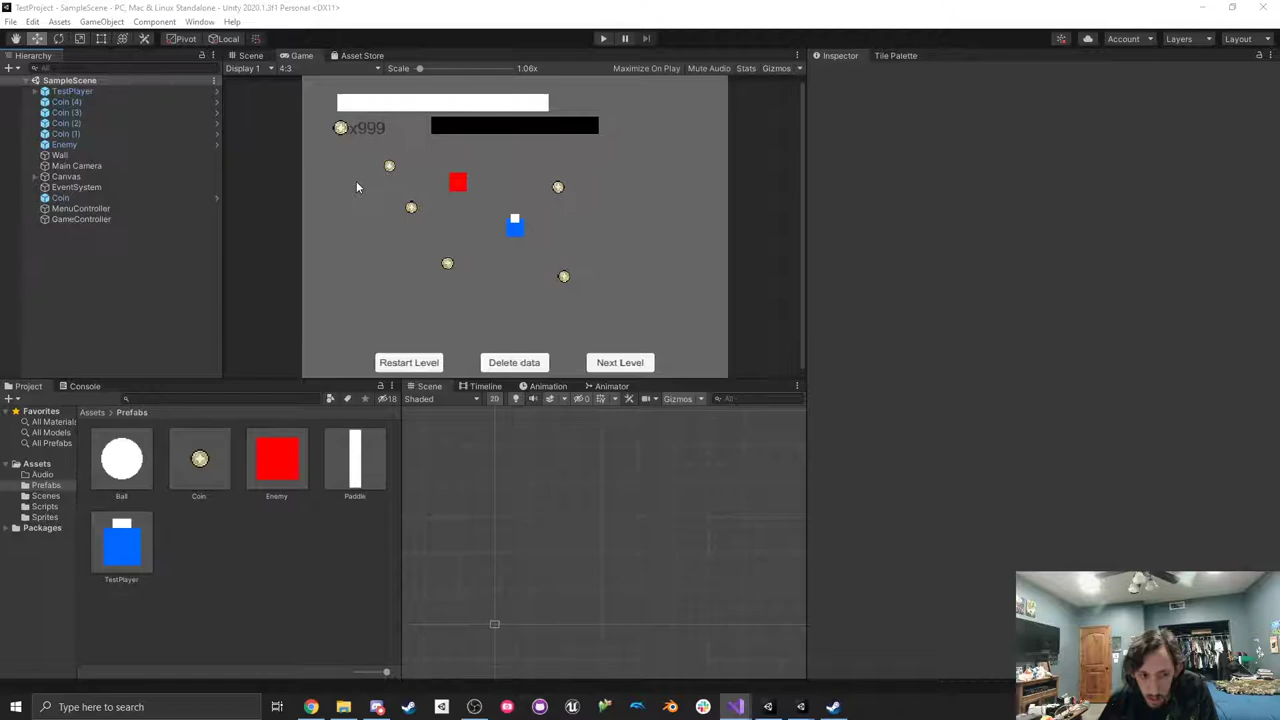 TestProject - SampleScene - PC, Mac & Linux Standalone - Unity 2020.1.3f1 Personal <DX11>
File Edit Assets GameObject Component Window Help
Pivot Local Account Layers Layout
Hierarchy Scene Game Asset Store Inspector Tile Palette
All
Display 1 4:3 Scale 1.06x Maximize On Play Mute Audio Stats Gizmos
SampleScene
TestPlayer
Coin (4)
Coin (3)
Coin (2)
Coin (1)
Enemy
Wall
Main Camera
Canvas
EventSystem
Coin
MenuController
GameController
x999
Restart Level Delete data Next Level
Project Console Scene Timeline Animation Animator
18 Shaded 2D 0 Gizmos All
Favorites
All Materials
All Models
All Prefabs
Assets
Audio
Prefabs
Scenes
Scripts
Sprites
Packages
Assets > Prefabs
Ball Coin Enemy Paddle
TestPlayer
Type here to search